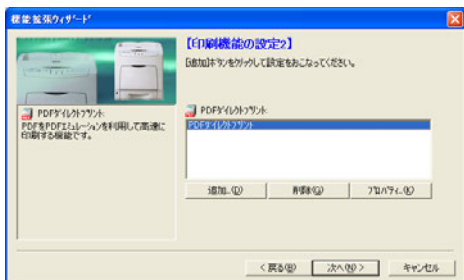 機能拡張ウィザード
【印刷機能の設定2】
[追加]ボタンをクリックして設定をおこなってください。
PDFダイレクトプリント
PDFをPDFエミュレーションを利用して高速に
印刷する機能です。
PDFダイレクトプリント
PDFダイレクトプリント
追加...(D)
削除(G)
プロパティ...(R)
< 戻る(B)
次へ(N) >
キャンセル